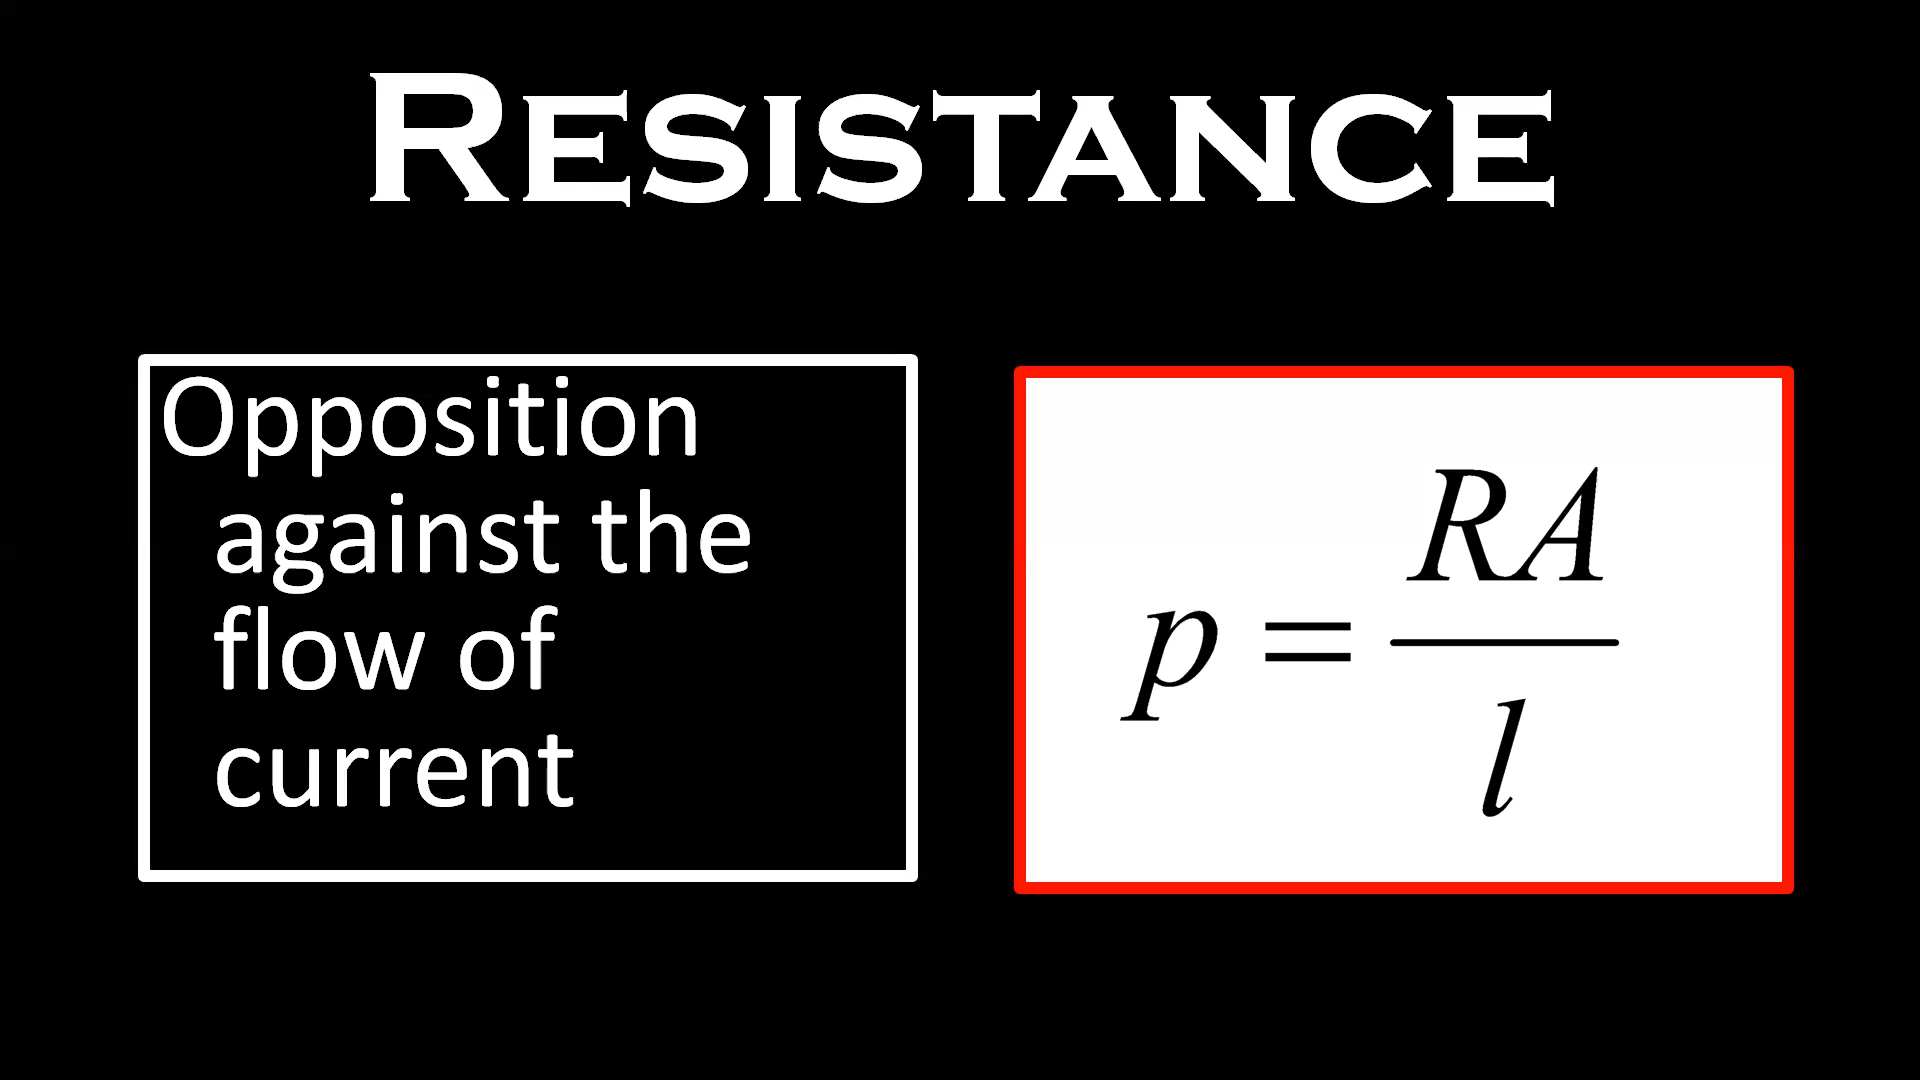 RESISTANCE
Opposition
against the
flow of
current
p = RA / l